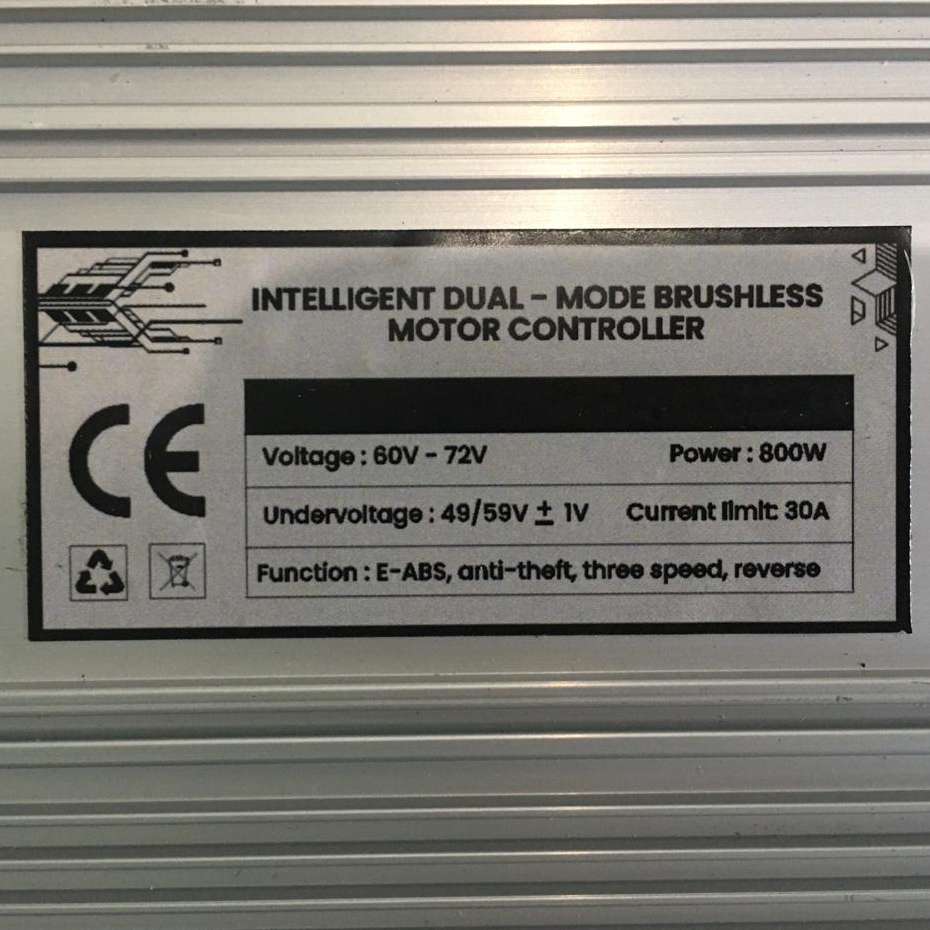 INTELLIGENT DUAL - MODE BRUSHLESS
MOTOR CONTROLLER
CE
Voltage : 60V - 72V Power : 800W
Undervoltage : 49/59V ± 1V Current limit: 30A
Function : E-ABS, anti-theft, three speed, reverse